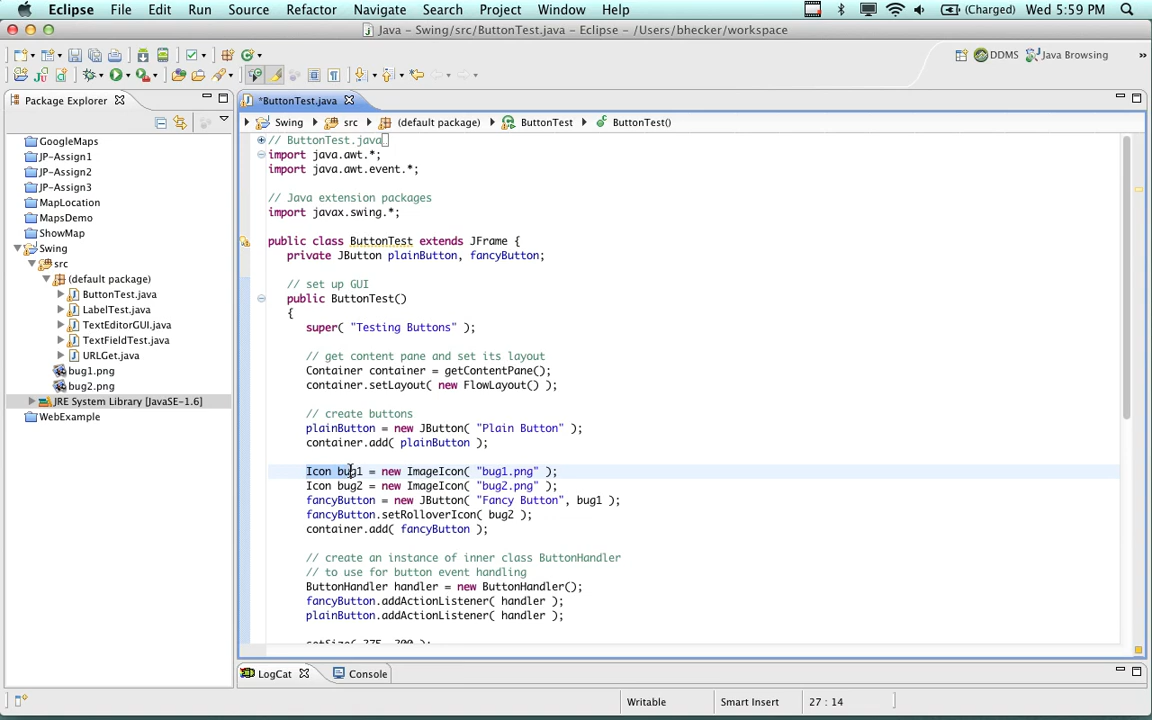 Eclipse File Edit Run Source Refactor Navigate Search Project Window Help (Charged) Wed 5:59 PM
Java – Swing/src/ButtonTest.java – Eclipse – /Users/bhecker/workspace
DDMS Java Browsing »
Package Explorer
*ButtonTest.java
Swing src (default package) ButtonTest ButtonTest()
GoogleMaps
JP-Assign1
JP-Assign2
JP-Assign3
MapLocation
MapsDemo
ShowMap
Swing
src
(default package)
ButtonTest.java
LabelTest.java
TextEditorGUI.java
TextFieldTest.java
URLGet.java
bug1.png
bug2.png
JRE System Library [JavaSE-1.6]
WebExample
// ButtonTest.java
import java.awt.*;
import java.awt.event.*;
// Java extension packages
import javax.swing.*;
public class ButtonTest extends JFrame {
private JButton plainButton, fancyButton;
// set up GUI
public ButtonTest()
{
super( "Testing Buttons" );
// get content pane and set its layout
Container container = getContentPane();
container.setLayout( new FlowLayout() );
// create buttons
plainButton = new JButton( "Plain Button" );
container.add( plainButton );
Icon bug1 = new ImageIcon( "bug1.png" );
Icon bug2 = new ImageIcon( "bug2.png" );
fancyButton = new JButton( "Fancy Button", bug1 );
fancyButton.setRolloverIcon( bug2 );
container.add( fancyButton );
// create an instance of inner class ButtonHandler
// to use for button event handling
ButtonHandler handler = new ButtonHandler();
fancyButton.addActionListener( handler );
plainButton.addActionListener( handler );
setSize( 275, 200 );
LogCat Console
Writable Smart Insert 27 : 14